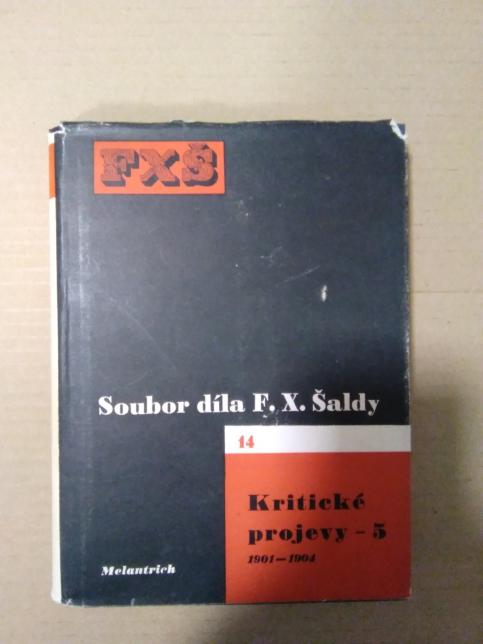 FXŠ
Soubor díla F. X. Šaldy
14
Kritické
projevy – 5
1901—1904
Melantrich